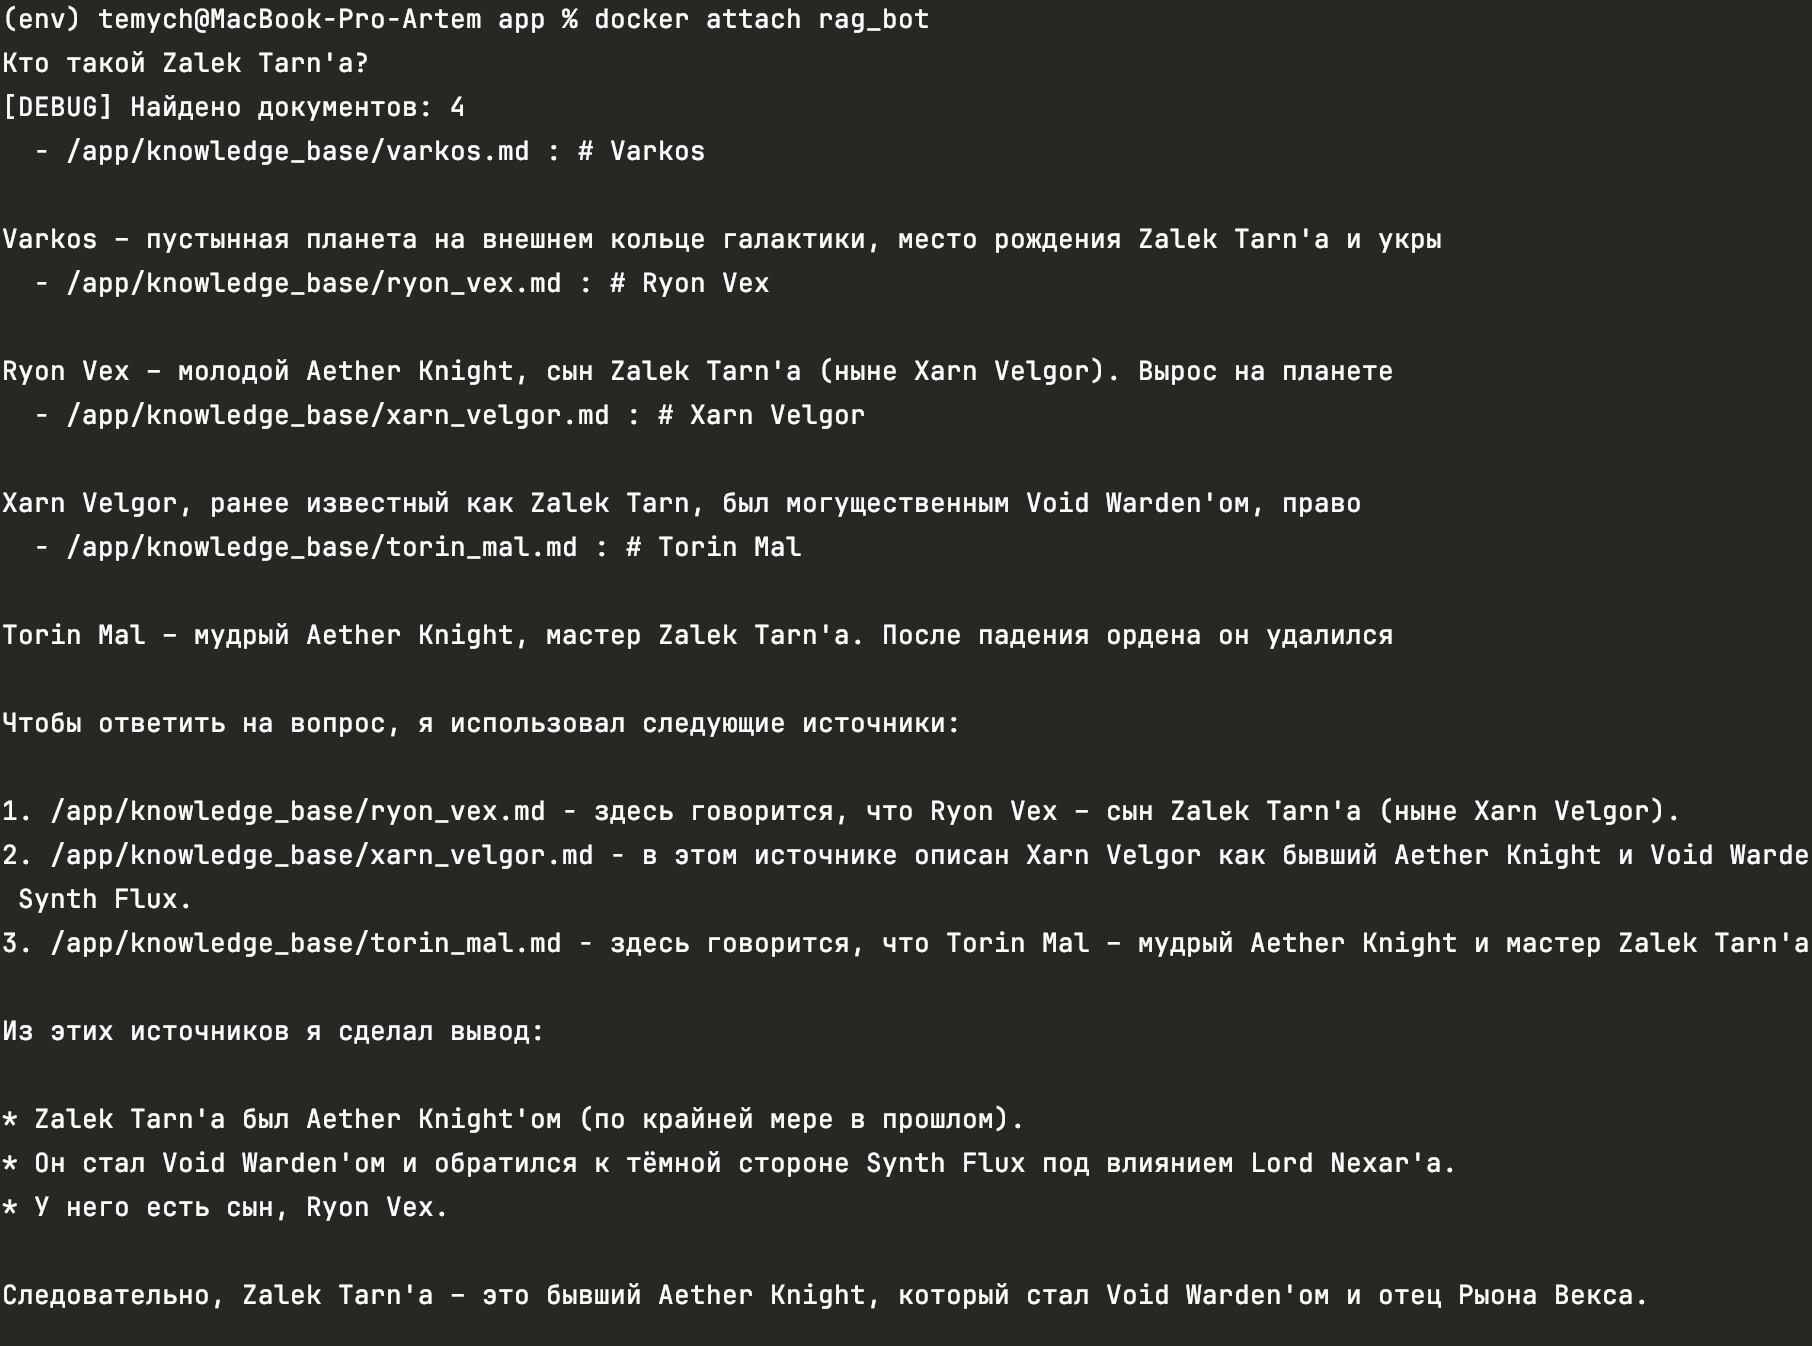 (env) temych@MacBook-Pro-Artem app % docker attach rag_bot
Кто такой Zalek Tarn'а?
[DEBUG] Найдено документов: 4
  - /app/knowledge_base/varkos.md : # Varkos
Varkos – пустынная планета на внешнем кольце галактики, место рождения Zalek Tarn'а и укры
  - /app/knowledge_base/ryon_vex.md : # Ryon Vex
Ryon Vex – молодой Aether Knight, сын Zalek Tarn'а (ныне Xarn Velgor). Вырос на планете
  - /app/knowledge_base/xarn_velgor.md : # Xarn Velgor
Xarn Velgor, ранее известный как Zalek Tarn, был могущественным Void Warden'ом, право
  - /app/knowledge_base/torin_mal.md : # Torin Mal
Torin Mal – мудрый Aether Knight, мастер Zalek Tarn'а. После падения ордена он удалился
Чтобы ответить на вопрос, я использовал следующие источники:
1. /app/knowledge_base/ryon_vex.md - здесь говорится, что Ryon Vex – сын Zalek Tarn'а (ныне Xarn Velgor).
2. /app/knowledge_base/xarn_velgor.md - в этом источнике описан Xarn Velgor как бывший Aether Knight и Void Warde
 Synth Flux.
3. /app/knowledge_base/torin_mal.md - здесь говорится, что Torin Mal – мудрый Aether Knight и мастер Zalek Tarn'а
Из этих источников я сделал вывод:
* Zalek Tarn'а был Aether Knight'ом (по крайней мере в прошлом).
* Он стал Void Warden'ом и обратился к тёмной стороне Synth Flux под влиянием Lord Nexar'а.
* У него есть сын, Ryon Vex.
Следовательно, Zalek Tarn'а – это бывший Aether Knight, который стал Void Warden'ом и отец Рыона Векса.